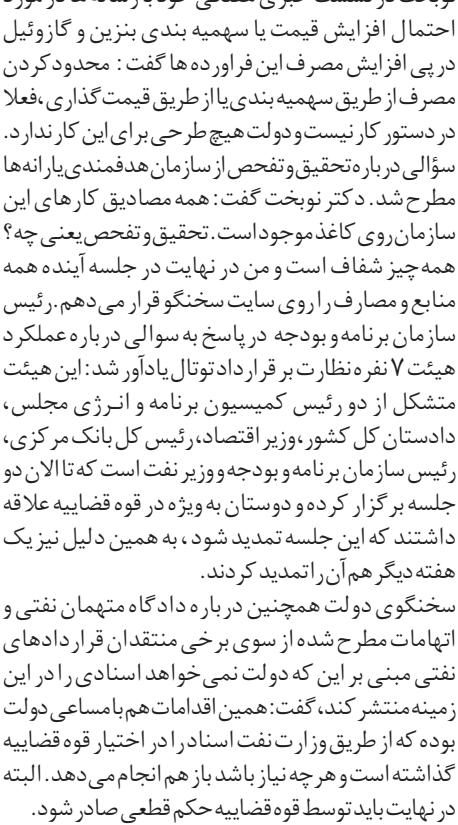 نوبخت در نشست خبری هفتگی خود با رسانه ها در مورد
احتمال افزایش قیمت یا سهمیه بندی بنزین و گازوئیل
در پی افزایش مصرف این فراورده ها گفت : محدود کردن
مصرف از طریق سهمیه بندی یا از طریق قیمت گذاری، فعلا
در دستور کار نیست و دولت هیچ طرحی برای این کار ندارد.
سؤالی درباره تحقیق و تفحص از سازمان هدفمندی یارانه ها
مطرح شد. دکتر نوبخت گفت: همه مصادیق کارهای این
سازمان روی کاغذ موجود است. تحقیق و تفحص یعنی چه؟
همه چیز شفاف است و من در نهایت در جلسه آینده همه
منابع و مصارف را روی سایت سخنگو قرار می دهم. رئیس
سازمان برنامه و بودجه در پاسخ به سوالی درباره عملکرد
هیئت ۷ نفره نظارت بر قرارداد توتال یادآور شد: این هیئت
متشکل از دو رئیس کمیسیون برنامه و انرژی مجلس،
دادستان کل کشور، وزیر اقتصاد، رئیس کل بانک مرکزی،
رئیس سازمان برنامه و بودجه و وزیر نفت است که تا الان دو
جلسه برگزار کرده و دوستان به ویژه در قوه قضاییه علاقه
داشتند که این جلسه تمدید شود ، به همین دلیل نیز یک
هفته دیگر هم آن را تمدید کردند.
سخنگوی دولت همچنین درباره دادگاه متهمان نفتی و
اتهامات مطرح شده از سوی برخی منتقدان قراردادهای
نفتی مبنی بر این که دولت نمی خواهد اسنادی را در این
زمینه منتشر کند، گفت: همین اقدامات هم با مساعی دولت
بوده که از طریق وزارت نفت اسناد را در اختیار قوه قضاییه
گذاشته است و هر چه نیاز باشد باز هم انجام می دهد. البته
در نهایت باید توسط قوه قضاییه حکم قطعی صادر شود.